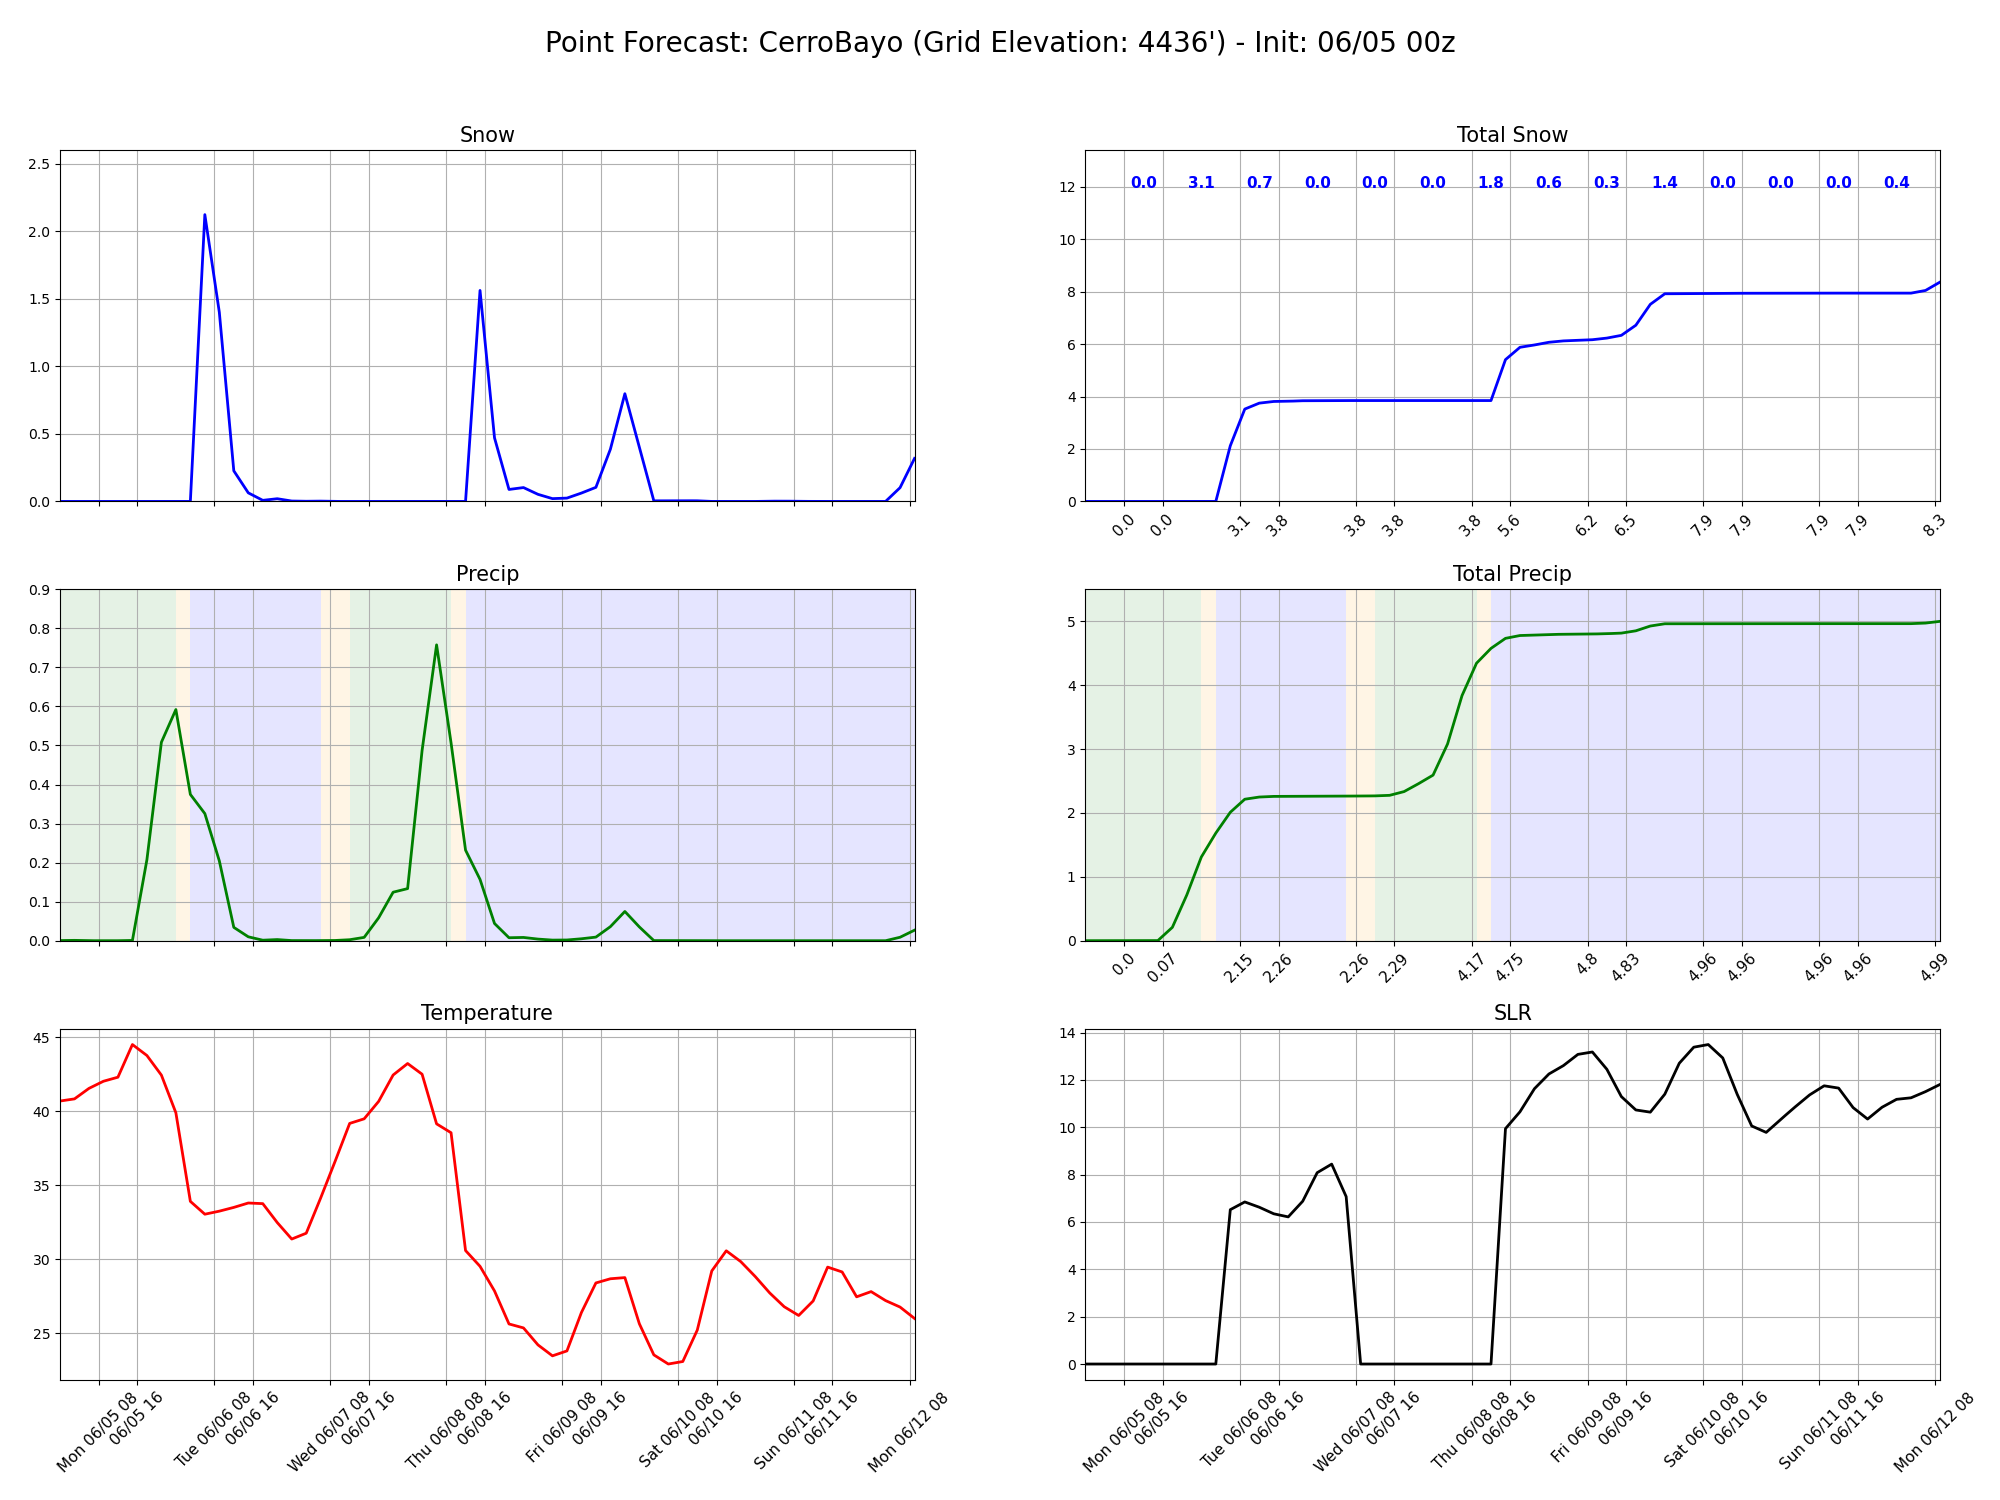 Point Forecast: CerroBayo (Grid Elevation: 4436') - Init: 06/05 00z
Snow
2.5
2.0
1.5
1.0
0.5
0.0
Total Snow
0.0 3.1 0.7 0.0 0.0 0.0 1.8 0.6 0.3 1.4 0.0 0.0 0.0 0.4
12
10
8
6
4
2
0
0.0 0.0 3.1 3.8 3.8 3.8 3.8 5.6 6.2 6.5 7.9 7.9 7.9 7.9 8.3
Precip
0.9
0.8
0.7
0.6
0.5
0.4
0.3
0.2
0.1
0.0
Total Precip
5
4
3
2
1
0
0.0 0.07 2.15 2.26 2.26 2.29 4.17 4.75 4.8 4.83 4.96 4.96 4.96 4.96 4.99
Temperature
45
40
35
30
25
Mon 06/05 08
06/05 16
Tue 06/06 08
06/06 16
Wed 06/07 08
06/07 16
Thu 06/08 08
06/08 16
Fri 06/09 08
06/09 16
Sat 06/10 08
06/10 16
Sun 06/11 08
06/11 16
Mon 06/12 08
SLR
14
12
10
8
6
4
2
0
Mon 06/05 08
06/05 16
Tue 06/06 08
06/06 16
Wed 06/07 08
06/07 16
Thu 06/08 08
06/08 16
Fri 06/09 08
06/09 16
Sat 06/10 08
06/10 16
Sun 06/11 08
06/11 16
Mon 06/12 08